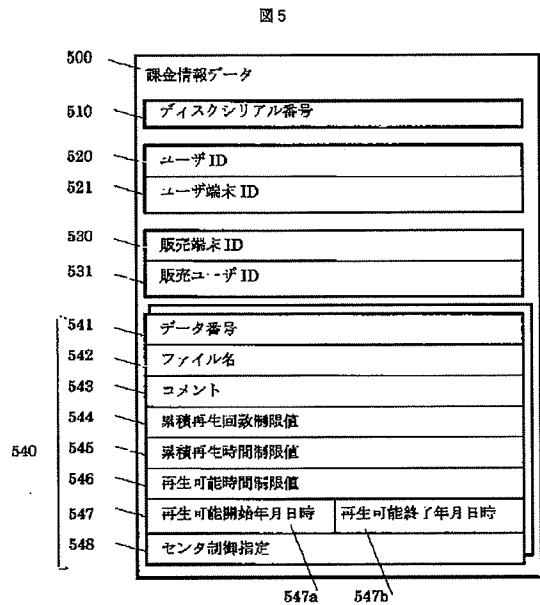 図5
500
課金情報データ
510
ディスクシリアル番号
520
ユーザID
521
ユーザ端末ID
530
販売端末ID
531
販売ユーザID
541
データ番号
542
ファイル名
543
コメント
544
累積再生回数制限値
545
累積再生時間制限値
540
546
再生可能時間制限値
547
再生可能開始年月日時 再生可能終了年月日時
548
センタ制御指定
547a 547b